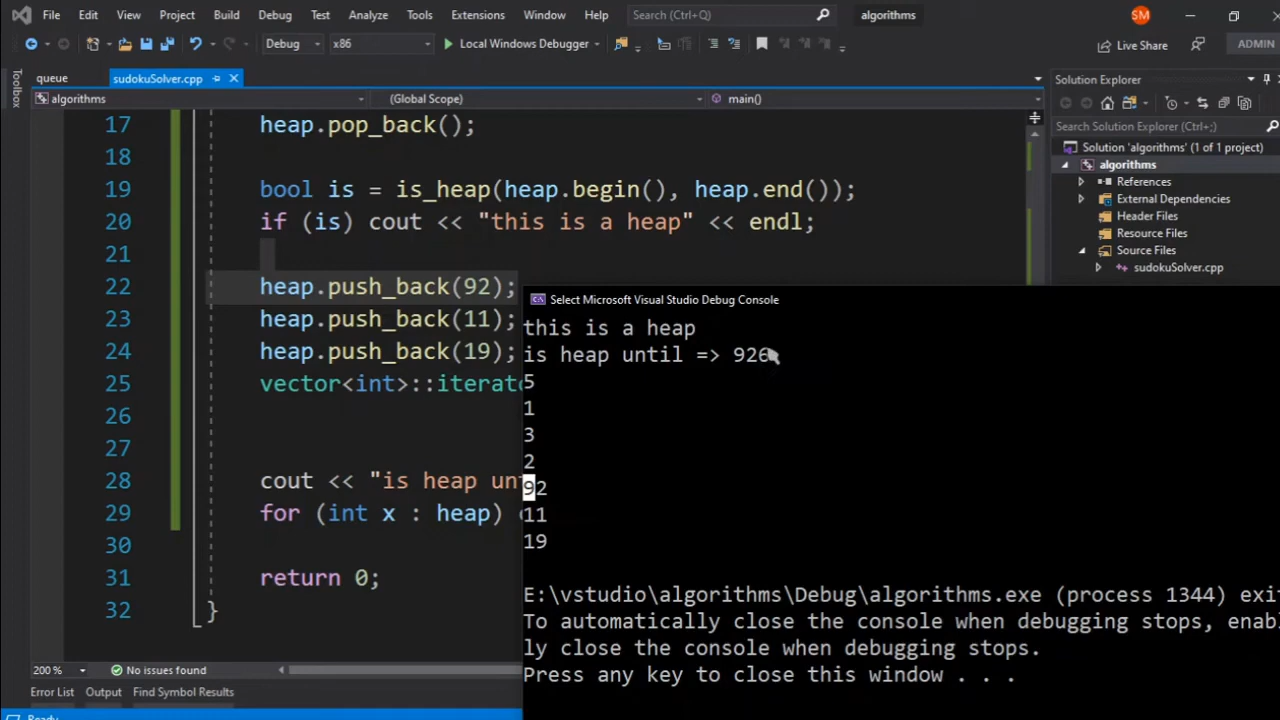 File Edit View Project Build Debug Test Analyze Tools Extensions Window Help Search (Ctrl+Q) algorithms SM
Debug x86 Local Windows Debugger Live Share ADMIN
Toolbox
queue sudokuSolver.cpp
algorithms (Global Scope) main()
17 heap.pop_back();
18
19 bool is = is_heap(heap.begin(), heap.end());
20 if (is) cout << "this is a heap" << endl;
21
22 heap.push_back(92);
23 heap.push_back(11);
24 heap.push_back(19);
25 vector<int>::iterato
26
27
28 cout << "is heap unt
29 for (int x : heap) c
30
31 return 0;
32 }
200 % No issues found
Error List Output Find Symbol Results
Ready
Solution Explorer
Search Solution Explorer (Ctrl+;)
Solution 'algorithms' (1 of 1 project)
algorithms
References
External Dependencies
Header Files
Resource Files
Source Files
sudokuSolver.cpp
Select Microsoft Visual Studio Debug Console
this is a heap
is heap until => 926
5
1
3
2
92
11
19
E:\vstudio\algorithms\Debug\algorithms.exe (process 1344) exi
To automatically close the console when debugging stops, enab
ly close the console when debugging stops.
Press any key to close this window . . .